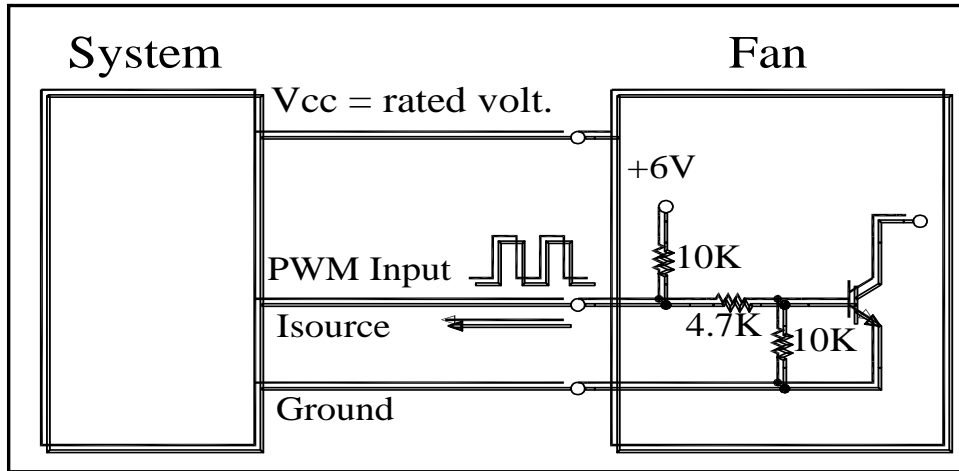 System
Fan
Vcc = rated volt.
+6V
PWM Input
10K
Isource
4.7K
10K
Ground